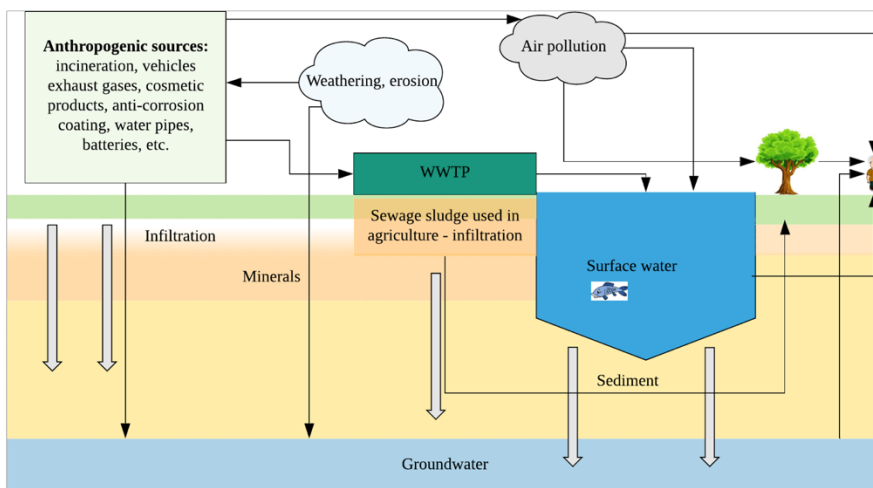 Anthropogenic sources:
incineration, vehicles
exhaust gases, cosmetic
products, anti-corrosion
coating, water pipes,
batteries, etc.
Weathering, erosion
Air pollution
WWTP
Sewage sludge used in
agriculture - infiltration
Infiltration
Minerals
Surface water
Sediment
Groundwater